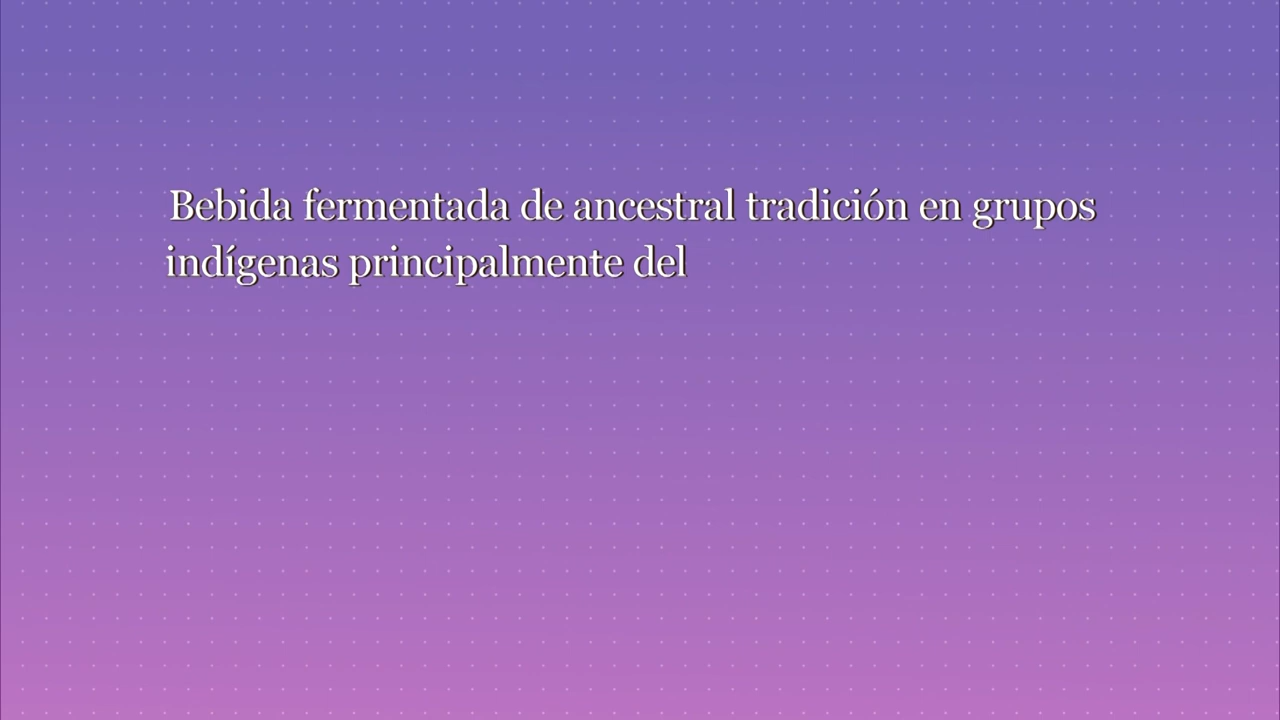 Bebida fermentada de ancestral tradición en grupos
indígenas principalmente del